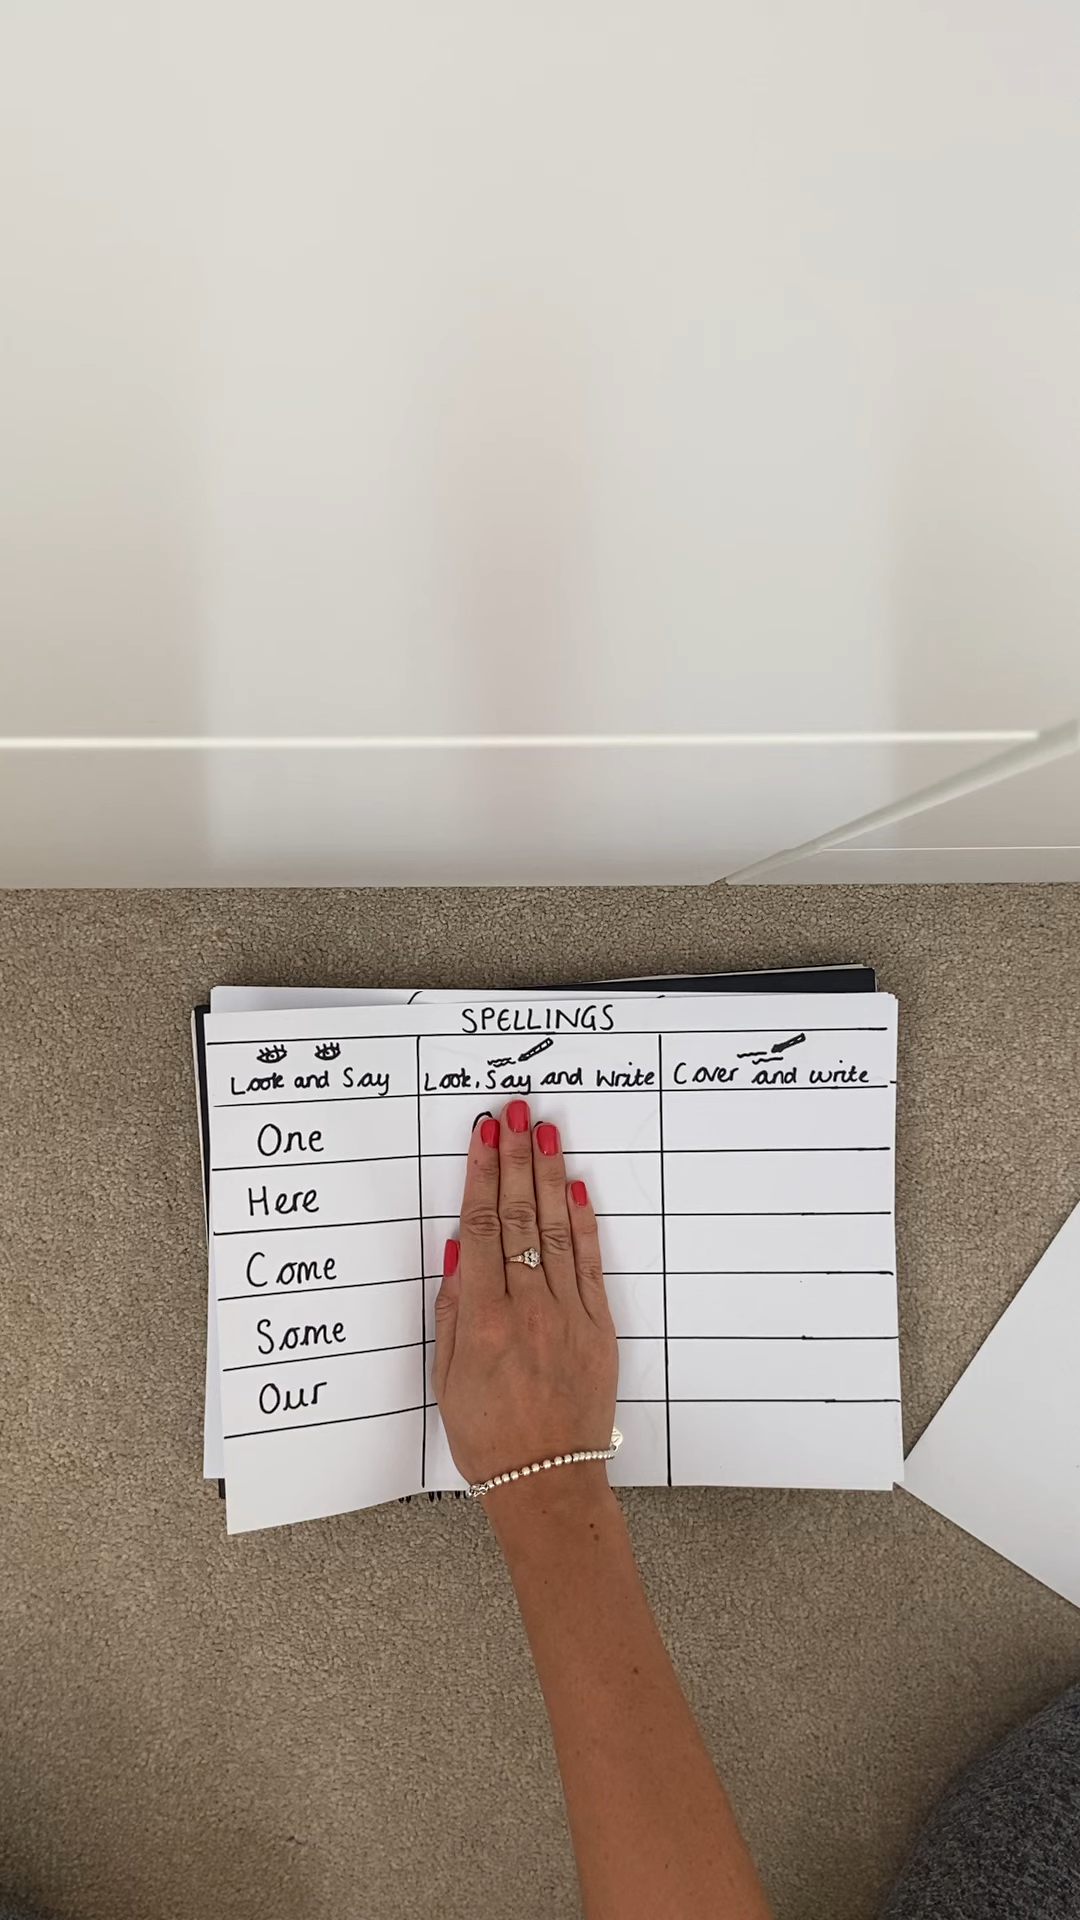 SPELLINGS
Look and Say
Look, Say and Write
Cover and write
One
Here
Come
Some
Our